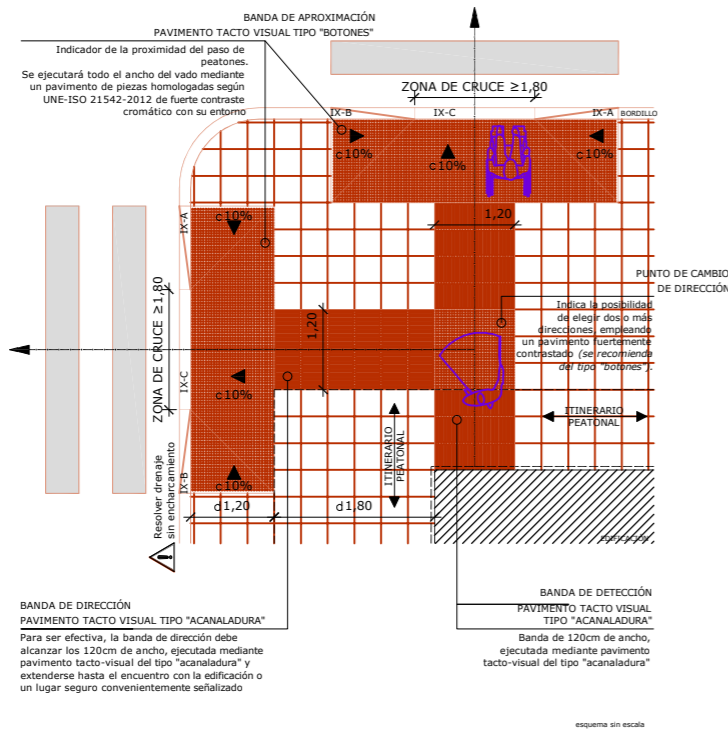 BANDA DE APROXIMACIÓN
PAVIMENTO TACTO VISUAL TIPO "BOTONES"
Indicador de la proximidad del paso de
peatones.
Se ejecutará todo el ancho del vado mediante
un pavimento de piezas homologadas según
UNE-ISO 21542-2012 de fuerte contraste
cromático con su entorno
ZONA DE CRUCE ≥1,80
IX-B
IX-C
IX-A
BORDILLO
d10%
d10%
d10%
1,20
IX-A
d10%
PUNTO DE CAMBIO
DE DIRECCIÓN
Indica la posibilidad
de elegir dos o más
direcciones, empleando
un pavimento fuertemente
contrastado (se recomienda
del tipo "botones").
ZONA DE CRUCE ≥1,80
1,20
IX-C
d10%
ITINERARIO
PEATONAL
ITINERARIO
PEATONAL
IX-B
d10%
Resolver drenaje
sin encharcamiento
d1,20
d1,80
EDIFICACIÓN
BANDA DE DIRECCIÓN
PAVIMENTO TACTO VISUAL TIPO "ACANALADURA"
Para ser efectiva, la banda de dirección debe
alcanzar los 120cm de ancho, ejecutada mediante
pavimento tacto-visual del tipo "acanaladura" y
extenderse hasta el encuentro con la edificación o
un lugar seguro convenientemente señalizado
BANDA DE DETECCIÓN
PAVIMENTO TACTO VISUAL
TIPO "ACANALADURA"
Banda de 120cm de ancho,
ejecutada mediante pavimento
tacto-visual del tipo "acanaladura"
esquema sin escala